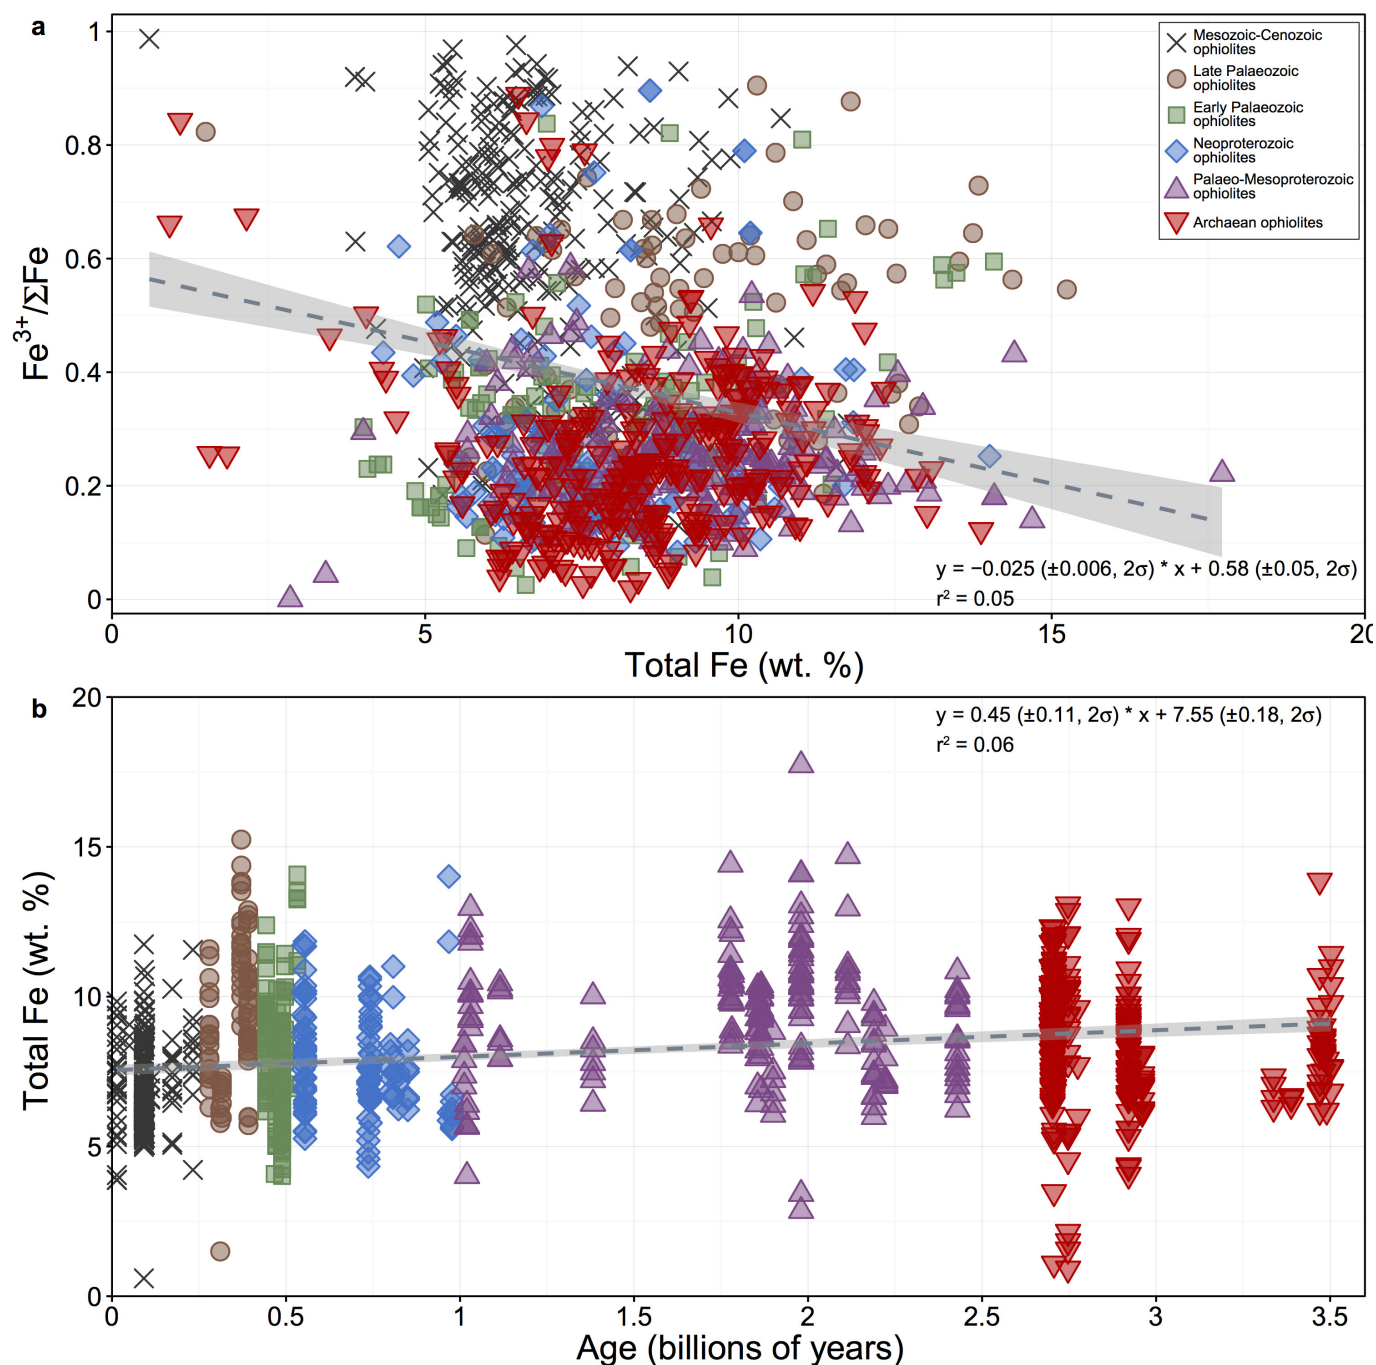 a
1
0.8
0.6
0.4
0.2
0
Fe³⁺/ΣFe
Mesozoic-Cenozoic
ophiolites
Late Palaeozoic
ophiolites
Early Palaeozoic
ophiolites
Neoproterozoic
ophiolites
Palaeo-Mesoproterozoic
ophiolites
Archaean ophiolites
y = −0.025 (±0.006, 2σ) * x + 0.58 (±0.05, 2σ)
r² = 0.05
0 5 10 15 20
Total Fe (wt. %)
b
20
15
10
5
0
Total Fe (wt. %)
y = 0.45 (±0.11, 2σ) * x + 7.55 (±0.18, 2σ)
r² = 0.06
0 0.5 1 1.5 2 2.5 3 3.5
Age (billions of years)